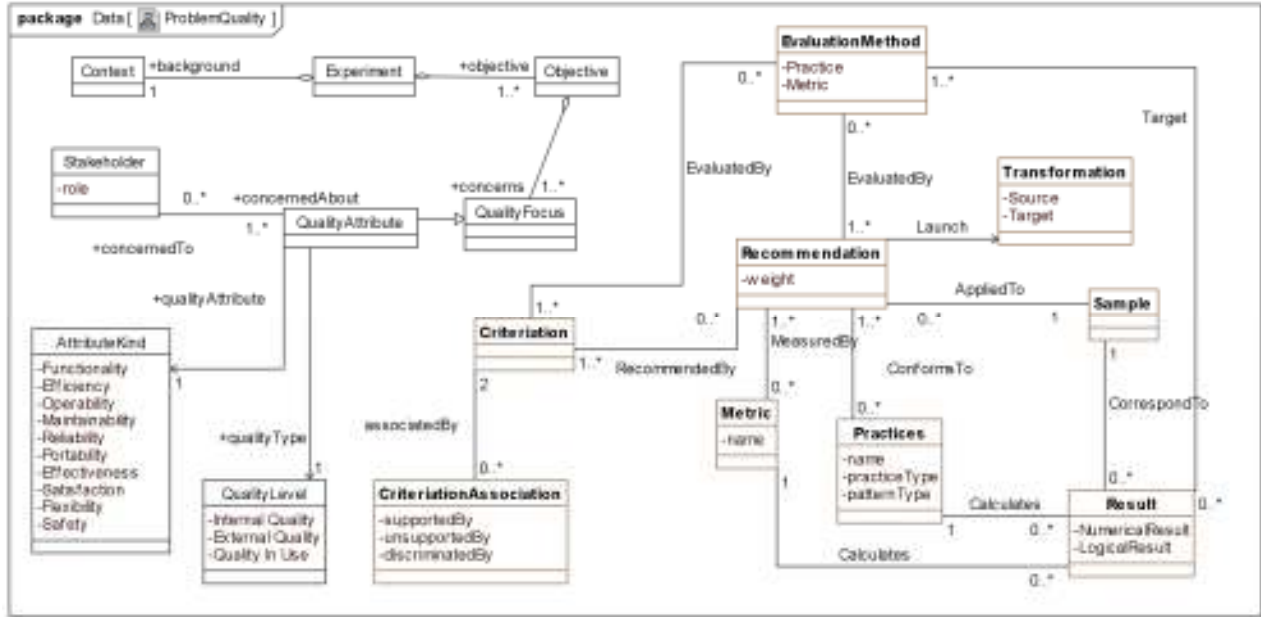 package Data [ ProblemQuality ]
Context
+background
1
Experiment
+objective
1..*
Objective
EvaluationMethod
-Practice
-Metric
0..*
1..*
0..*
Target
EvaluatedBy
EvaluatedBy
Stakeholder
-role
0..*
+concernedAbout
1..*
+concernedTo
QualityAttribute
+concerns
1..*
QualityFocus
Transformation
-Source
-Target
Launch
1..*
Recommendation
-weight
AppliedTo
0..*
1
Sample
+qualityAttribute
1..*
Criteriation
1..*
0..*
RecommendedBy
1..*
MeasuredBy
1..*
ConformsTo
1
CorrespondTo
AttributeKind
-Functionality
-Efficiency
-Operability
-Maintainability
-Reliability
-Portability
-Effectiveness
-Satisfaction
-Flexibility
-Safety
1
2
associatedBy
0..*
+qualityType
1
QualityLevel
-Internal Quality
-External Quality
-Quality In Use
CriteriationAssociation
-supportedBy
-unsupportedBy
-discriminatedBy
0..*
Metric
-name
1
0..*
Practices
-name
-practiceType
-patternType
Calculates
1
0..*
0..*
Result
0..*
-NumericalResult
-LogicalResult
Calculates
0..*